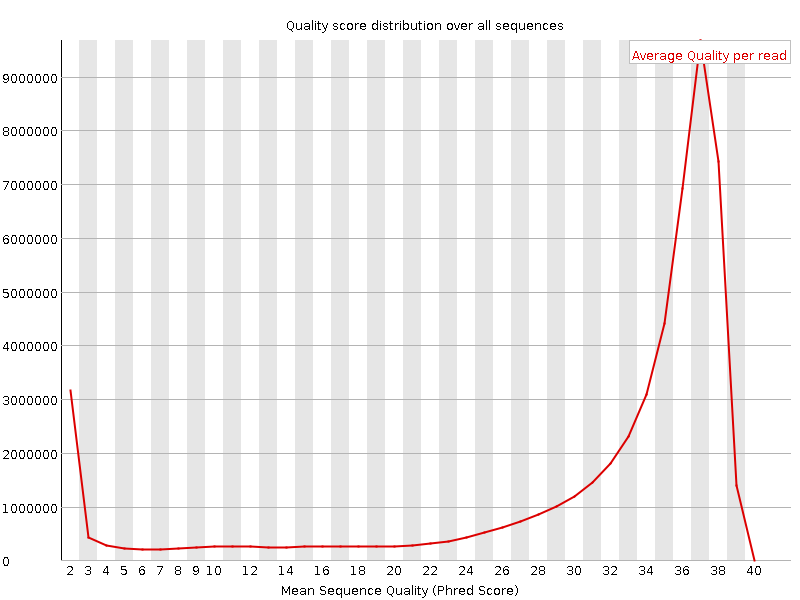 Quality score distribution over all sequences
Average Quality per read
9000000
8000000
7000000
6000000
5000000
4000000
3000000
2000000
1000000
0
2 3 4 5 6 7 8 9 10 12 14 16 18 20 22 24 26 28 30 32 34 36 38 40
Mean Sequence Quality (Phred Score)